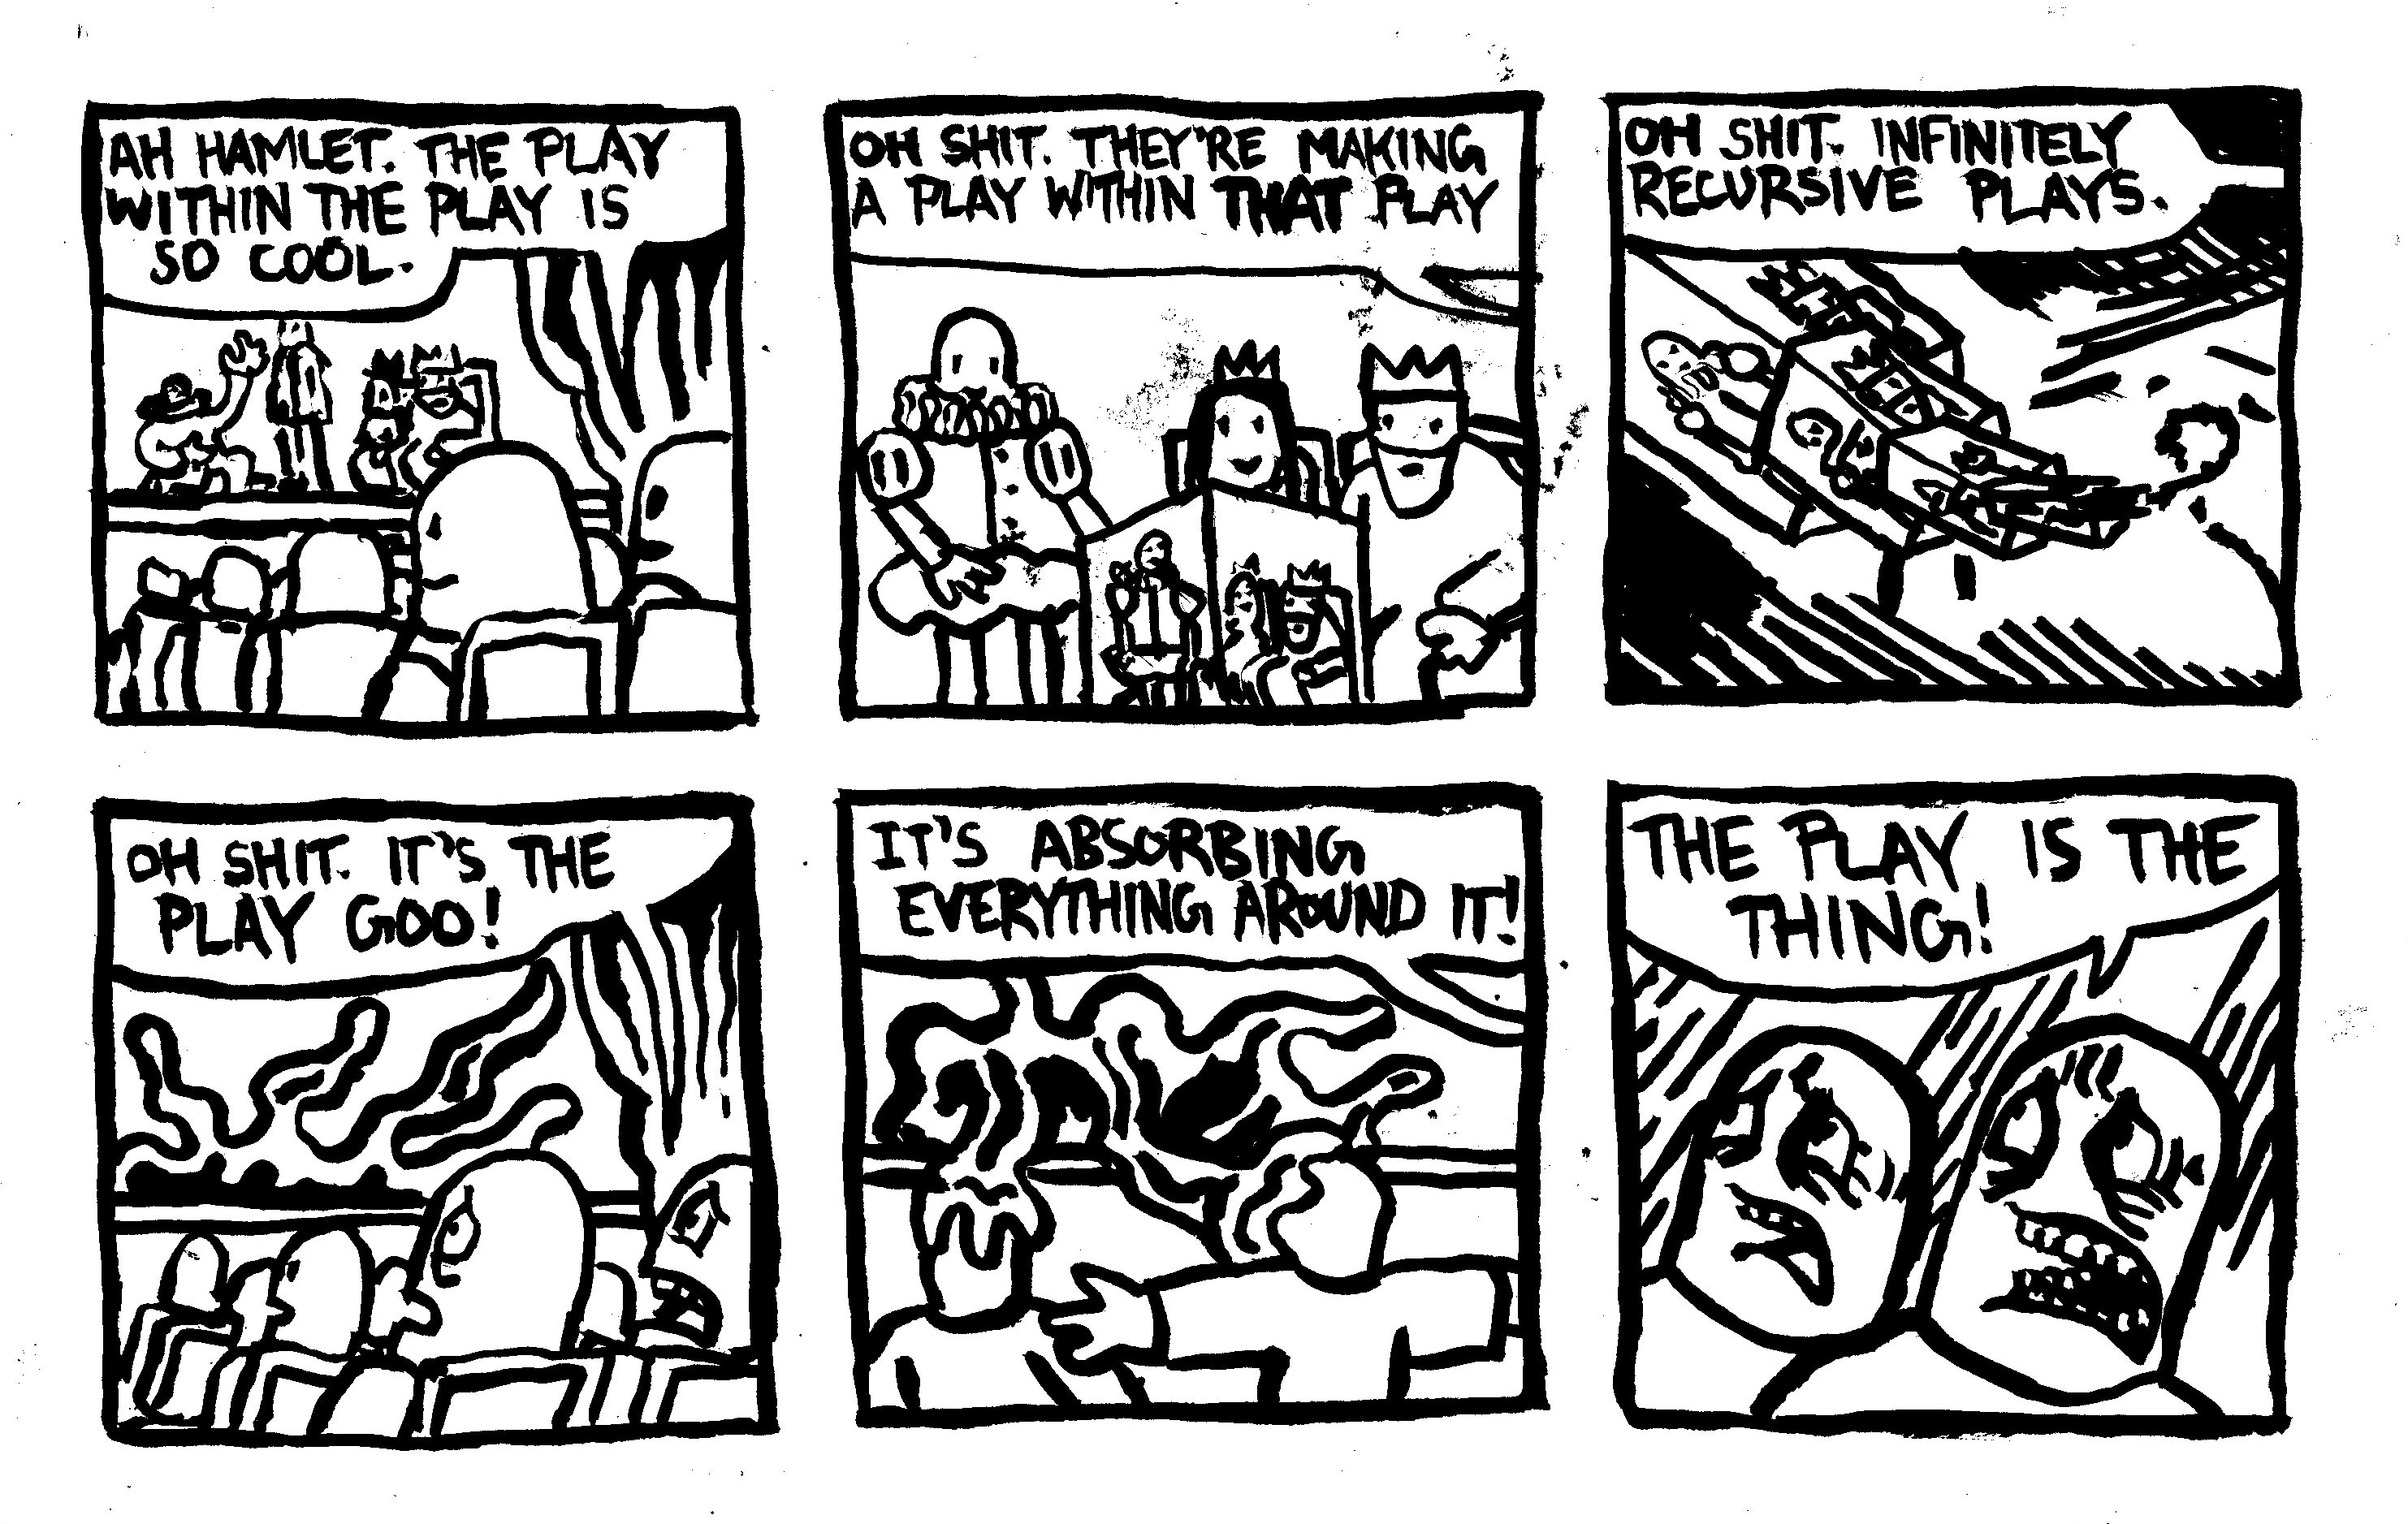 AH HAMLET. THE PLAY
WITHIN THE PLAY IS
SO COOL.
OH SHIT. THEY'RE MAKING
A PLAY WITHIN THAT PLAY
OH SHIT. INFINITELY
RECURSIVE PLAYS.
OH SHIT. IT'S THE
PLAY GOO!
IT'S ABSORBING
EVERYTHING AROUND IT!
THE PLAY IS THE
THING!